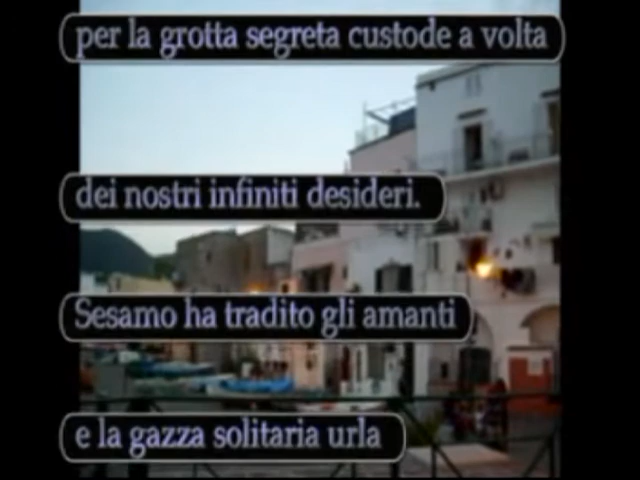 per la grotta segreta custode a volta
dei nostri infiniti desideri.
Sesamo ha tradito gli amanti
e la gazza solitaria urla